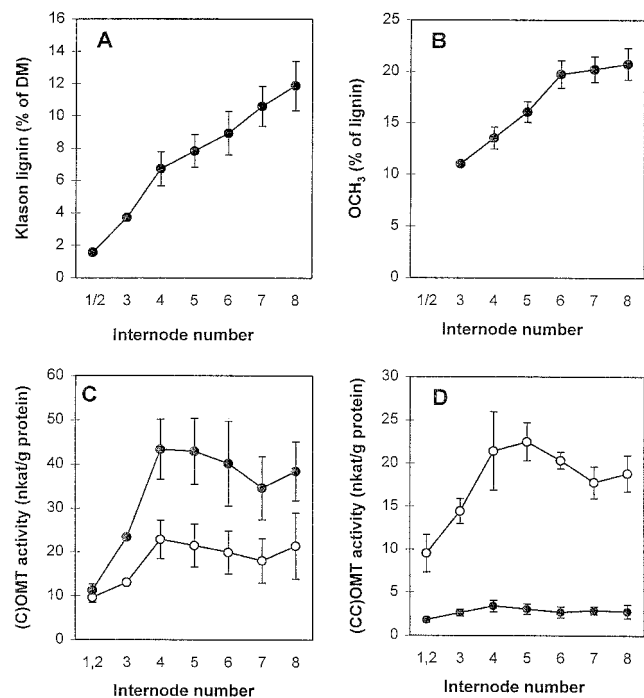 A
Klason lignin (% of DM)
16
14
12
10
8
6
4
2
0
1/2 3 4 5 6 7 8
Internode number
B
OCH₃ (% of lignin)
25
20
15
10
5
0
1/2 3 4 5 6 7 8
Internode number
C
(C)OMT activity (nkat/g protein)
60
50
40
30
20
10
0
1,2 3 4 5 6 7 8
Internode number
D
(CC)OMT activity (nkat/g protein)
30
25
20
15
10
5
0
1,2 3 4 5 6 7 8
Internode number